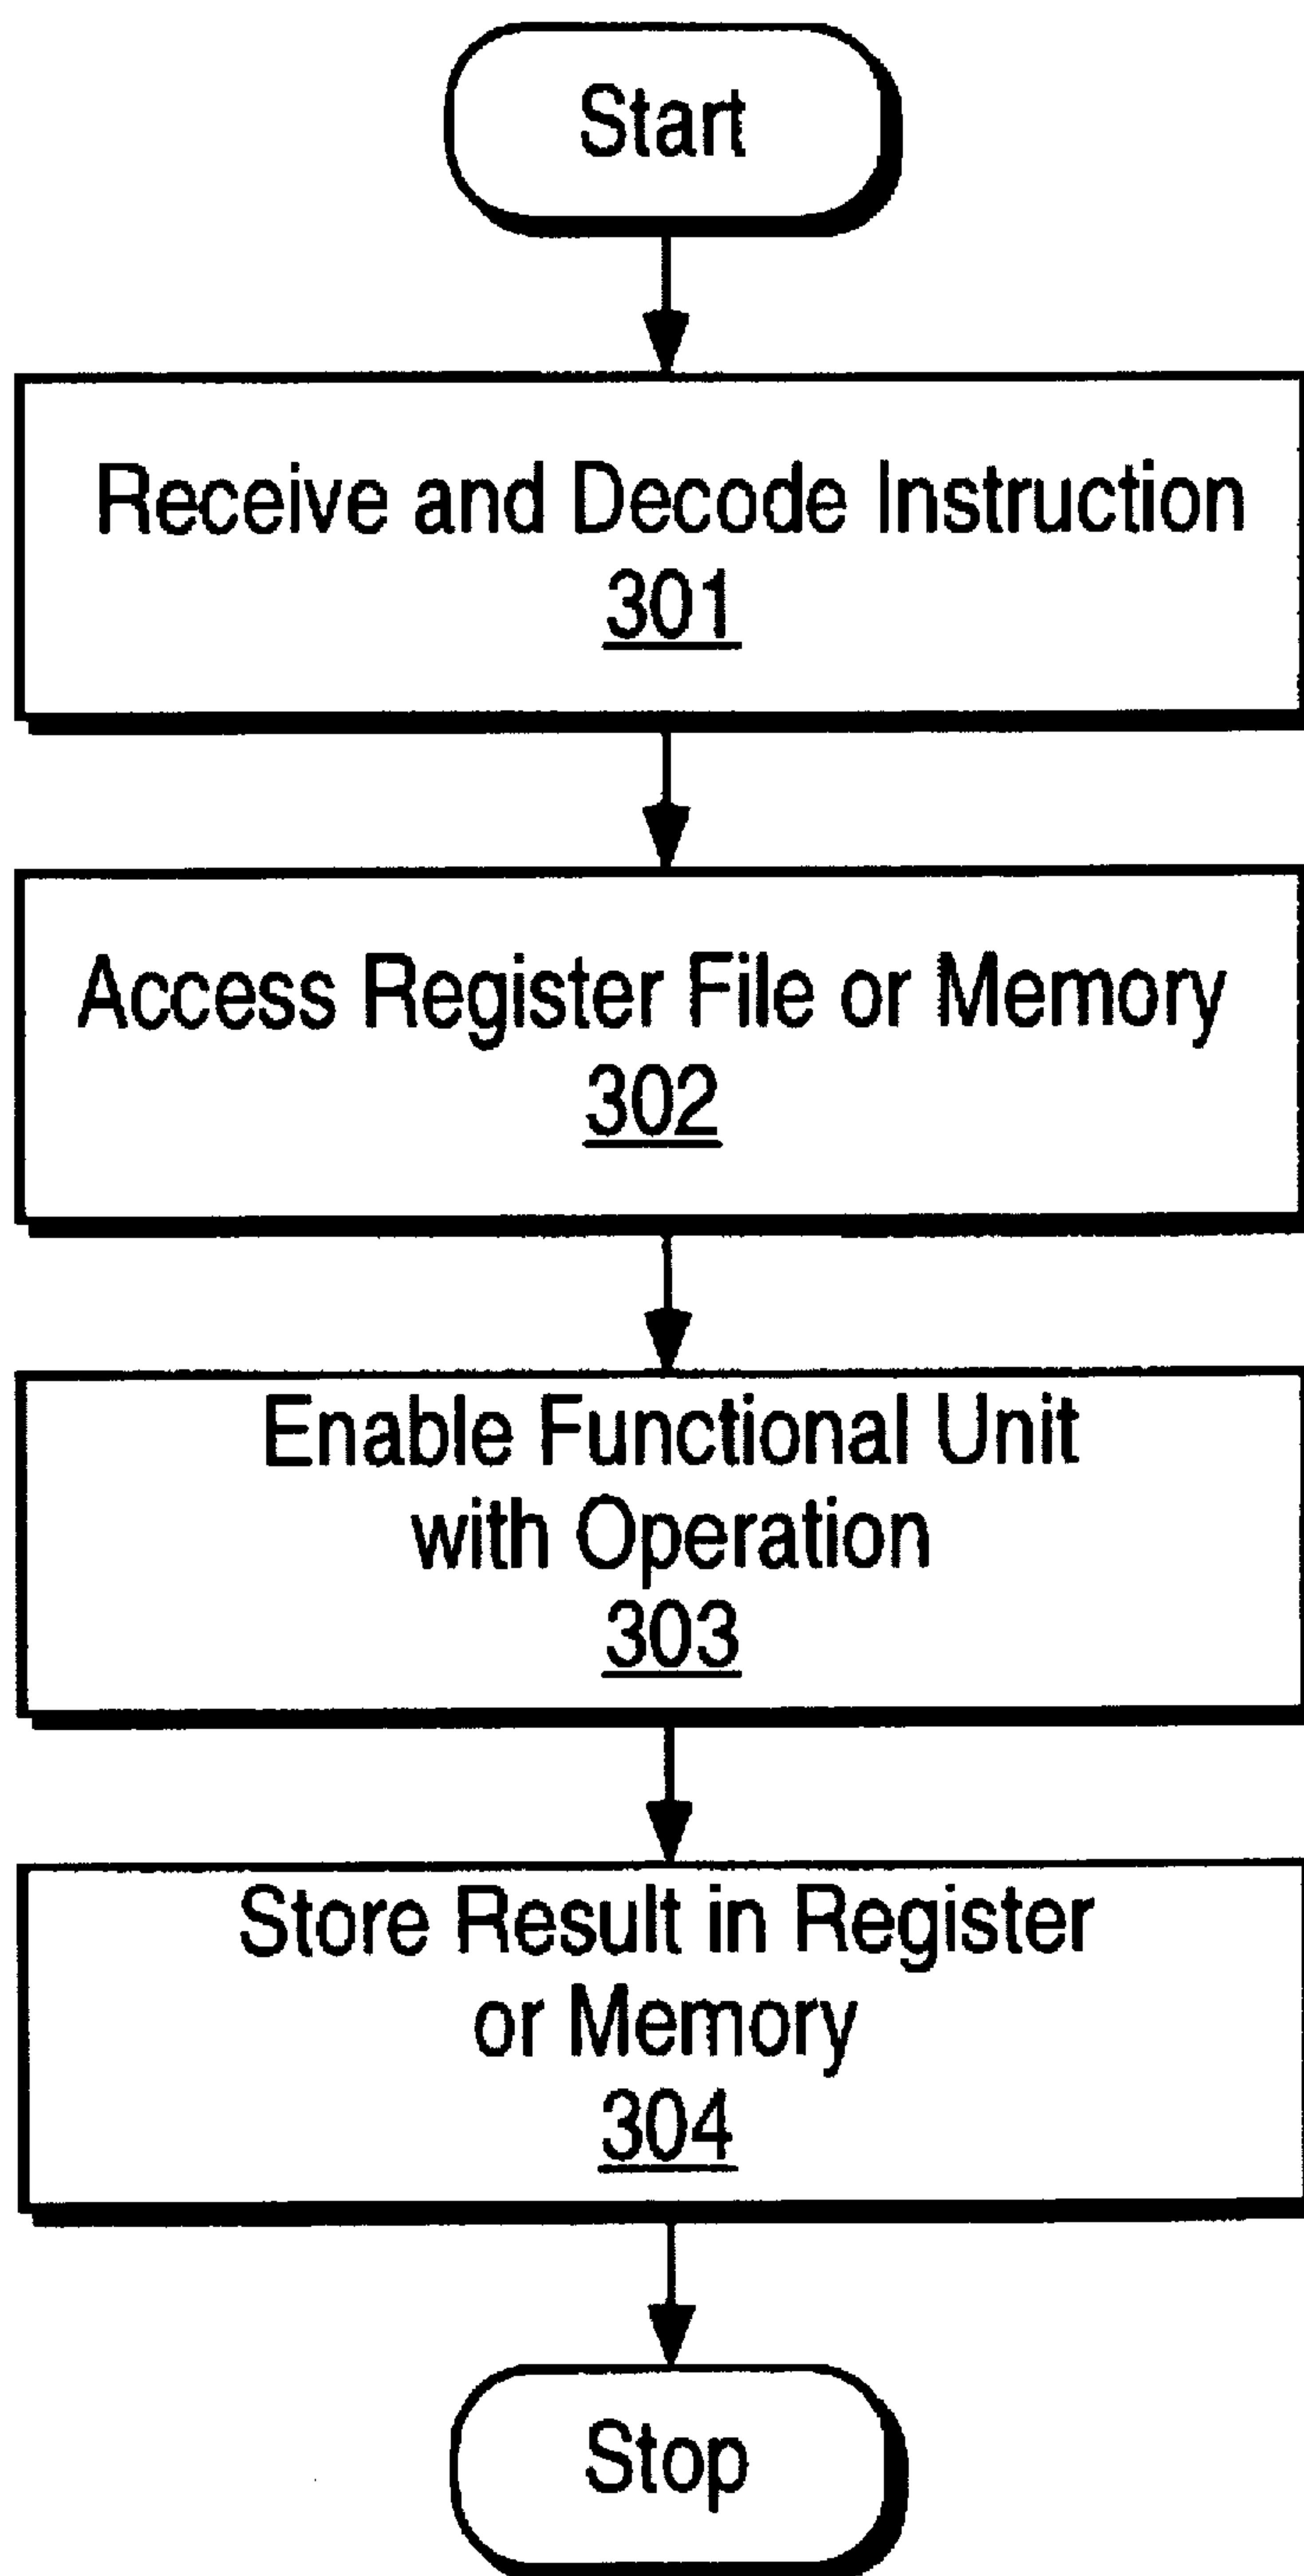 Start
Receive and Decode Instruction
301
Access Register File or Memory
302
Enable Functional Unit
with Operation
303
Store Result in Register
or Memory
304
Stop